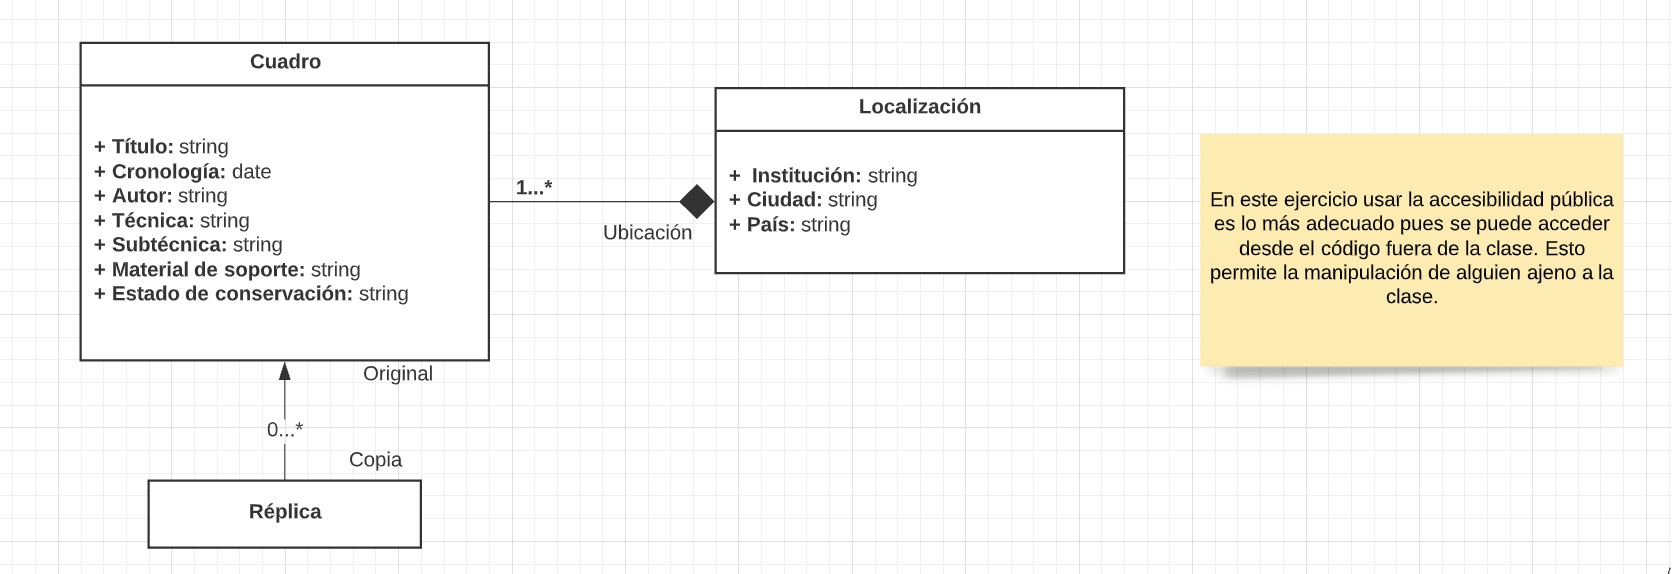 Cuadro
+ Título: string
+ Cronología: date
+ Autor: string
+ Técnica: string
+ Subtécnica: string
+ Material de soporte: string
+ Estado de conservación: string
1...*
Ubicación
Localización
+ Institución: string
+ Ciudad: string
+ País: string
En este ejercicio usar la accesibilidad pública
es lo más adecuado pues se puede acceder
desde el código fuera de la clase. Esto
permite la manipulación de alguien ajeno a la
clase.
Original
0...*
Copia
Réplica